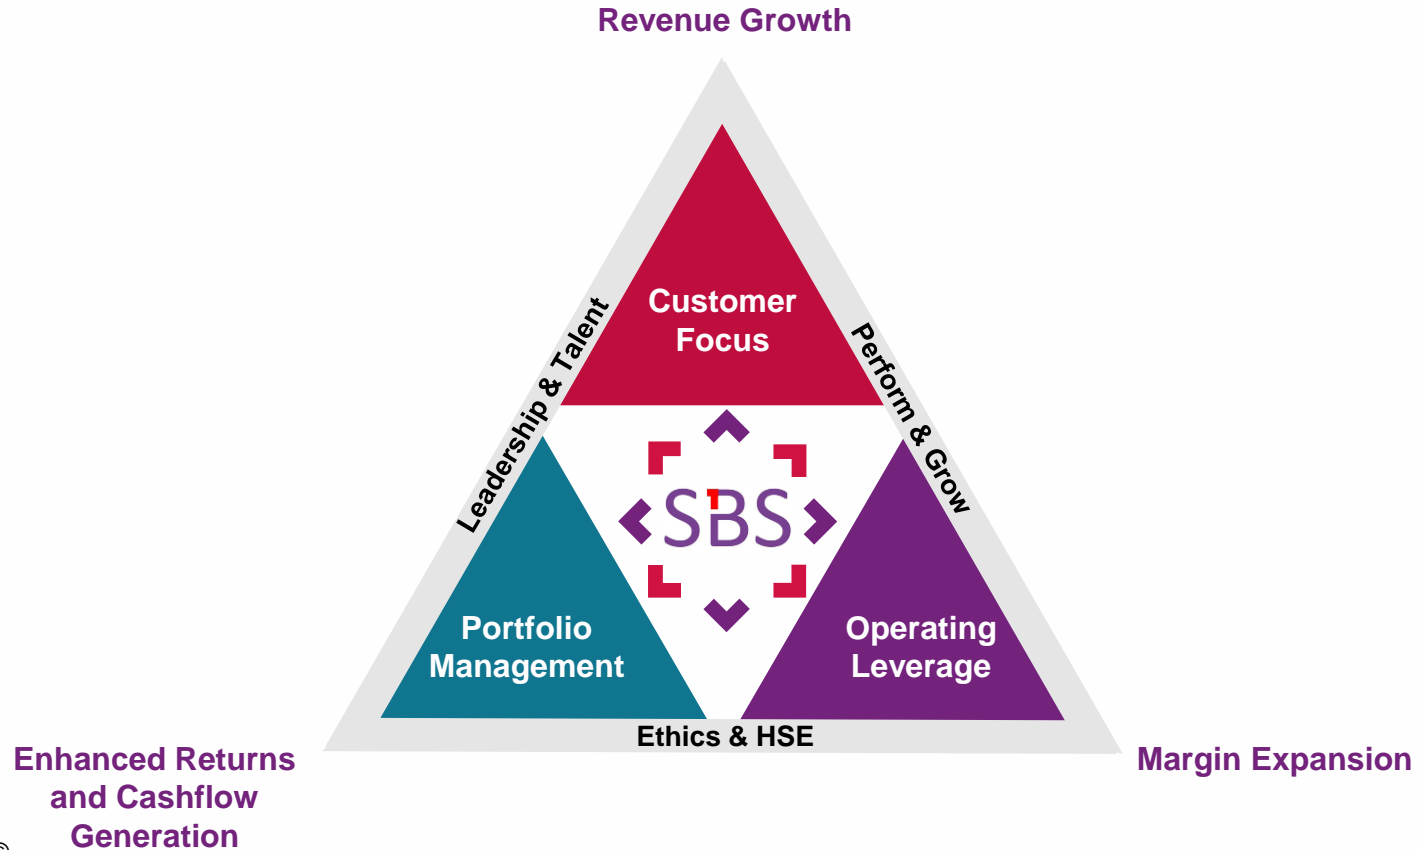 Revenue Growth
Customer
Focus
Leadership & Talent
Perform & Grow
S1BS
Portfolio
Management
Operating
Leverage
Ethics & HSE
Enhanced Returns
and Cashflow
Generation
Margin Expansion